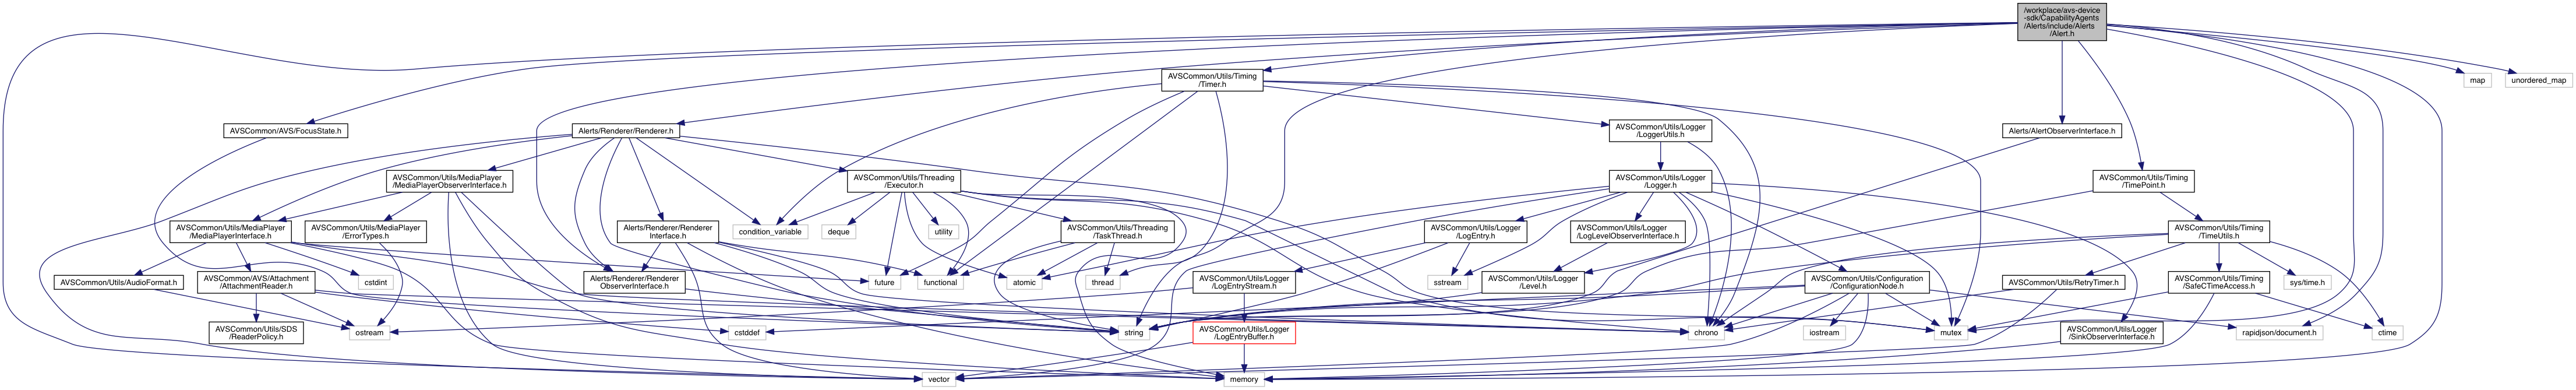 /workplace/avs-device
-sdk/CapabilityAgents
/Alerts/include/Alerts
/Alert.h
AVSCommon/Utils/Timing
/Timer.h
map
unordered_map
AVSCommon/AVS/FocusState.h
Alerts/Renderer/Renderer.h
AVSCommon/Utils/Logger
/LoggerUtils.h
Alerts/AlertObserverInterface.h
AVSCommon/Utils/MediaPlayer
/MediaPlayerObserverInterface.h
AVSCommon/Utils/Threading
/Executor.h
AVSCommon/Utils/Logger
/Logger.h
AVSCommon/Utils/Timing
/TimePoint.h
AVSCommon/Utils/MediaPlayer
/MediaPlayerInterface.h
AVSCommon/Utils/MediaPlayer
/ErrorTypes.h
Alerts/Renderer/Renderer
Interface.h
condition_variable
deque
utility
AVSCommon/Utils/Threading
/TaskThread.h
AVSCommon/Utils/Logger
/LogEntry.h
AVSCommon/Utils/Logger
/LogLevelObserverInterface.h
AVSCommon/Utils/Timing
/TimeUtils.h
AVSCommon/Utils/AudioFormat.h
AVSCommon/AVS/Attachment
/AttachmentReader.h
cstdint
Alerts/Renderer/Renderer
ObserverInterface.h
future
functional
atomic
thread
AVSCommon/Utils/Logger
/LogEntryStream.h
sstream
AVSCommon/Utils/Logger
/Level.h
AVSCommon/Utils/Configuration
/ConfigurationNode.h
AVSCommon/Utils/RetryTimer.h
AVSCommon/Utils/Timing
/SafeCTimeAccess.h
sys/time.h
AVSCommon/Utils/SDS
/ReaderPolicy.h
ostream
cstddef
string
AVSCommon/Utils/Logger
/LogEntryBuffer.h
chrono
iostream
mutex
AVSCommon/Utils/Logger
/SinkObserverInterface.h
rapidjson/document.h
ctime
vector
memory